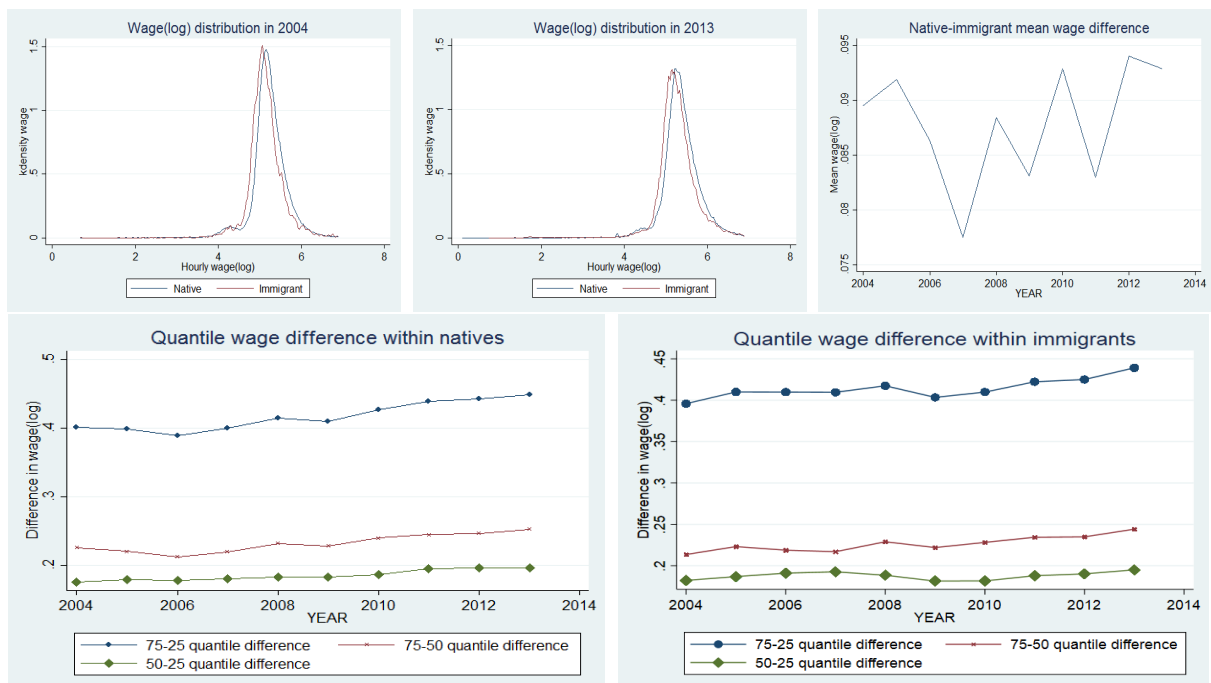 Wage(log) distribution in 2004
kdensity wage
1.5
1
.5
0
0 2 4 6 8
Hourly wage(log)
Native Immigrant
Wage(log) distribution in 2013
kdensity wage
1.5
1
.5
0
0 2 4 6 8
Hourly wage(log)
Native Immigrant
Native-immigrant mean wage difference
Mean wage(log)
.095
.09
.085
.08
.075
2004 2006 2008 2010 2012 2014
YEAR
Quantile wage difference within natives
Difference in wage(log)
.5
.4
.3
.2
2004 2006 2008 2010 2012 2014
YEAR
75-25 quantile difference 75-50 quantile difference
50-25 quantile difference
Quantile wage difference within immigrants
Difference in wage(log)
.45
.4
.35
.3
.25
.2
2004 2006 2008 2010 2012 2014
YEAR
75-25 quantile difference 75-50 quantile difference
50-25 quantile difference